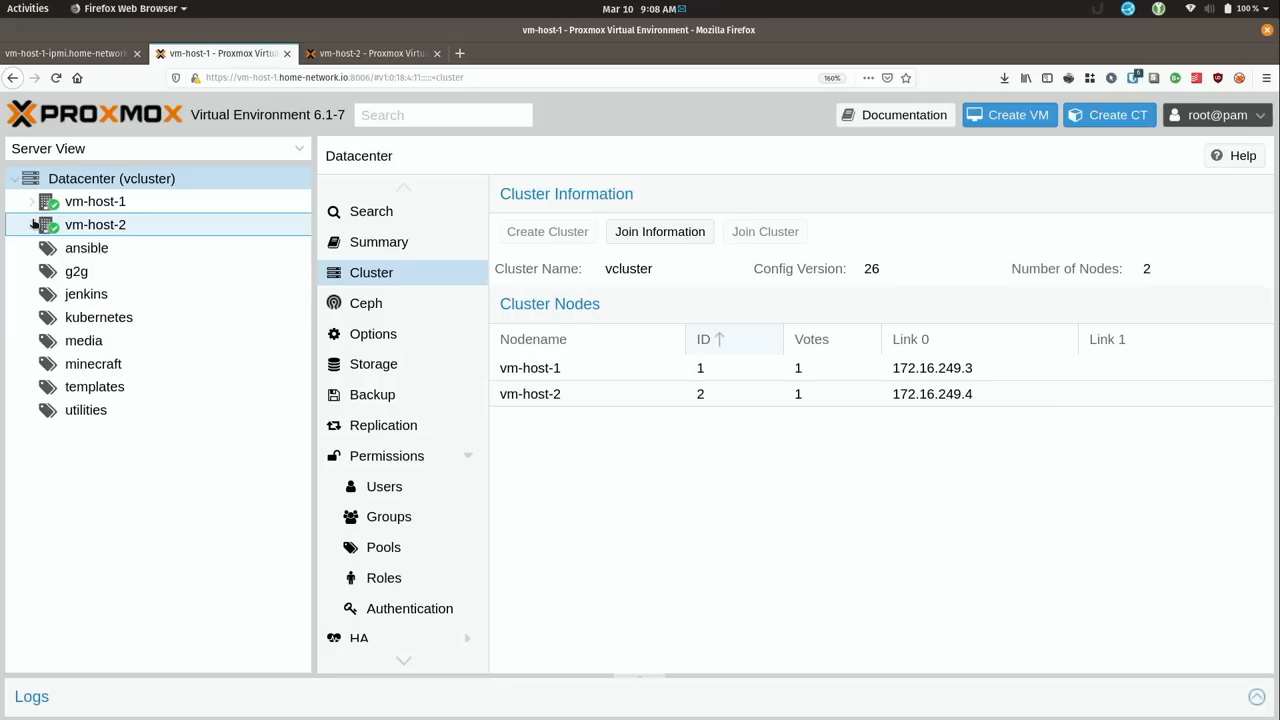 Activities
Firefox Web Browser
Mar 10 9:08 AM
100 %
vm-host-1 - Proxmox Virtual Environment - Mozilla Firefox
vm-host-1-ipmi.home-network.
vm-host-1 - Proxmox Virtu
vm-host-2 - Proxmox Virtu
https://vm-host-1.home-network.io:8006/#v1:0:18:4:11:::::=cluster
160%
PROXMOX
Virtual Environment 6.1-7
Search
Documentation
Create VM
Create CT
root@pam
Server View
Datacenter (vcluster)
vm-host-1
vm-host-2
ansible
g2g
jenkins
kubernetes
media
minecraft
templates
utilities
Datacenter
Help
Search
Summary
Cluster
Ceph
Options
Storage
Backup
Replication
Permissions
Users
Groups
Pools
Roles
Authentication
HA
Cluster Information
Create Cluster
Join Information
Join Cluster
Cluster Name: vcluster Config Version: 26 Number of Nodes: 2
Cluster Nodes
Nodename ID Votes Link 0 Link 1
vm-host-1 1 1 172.16.249.3
vm-host-2 2 1 172.16.249.4
Logs